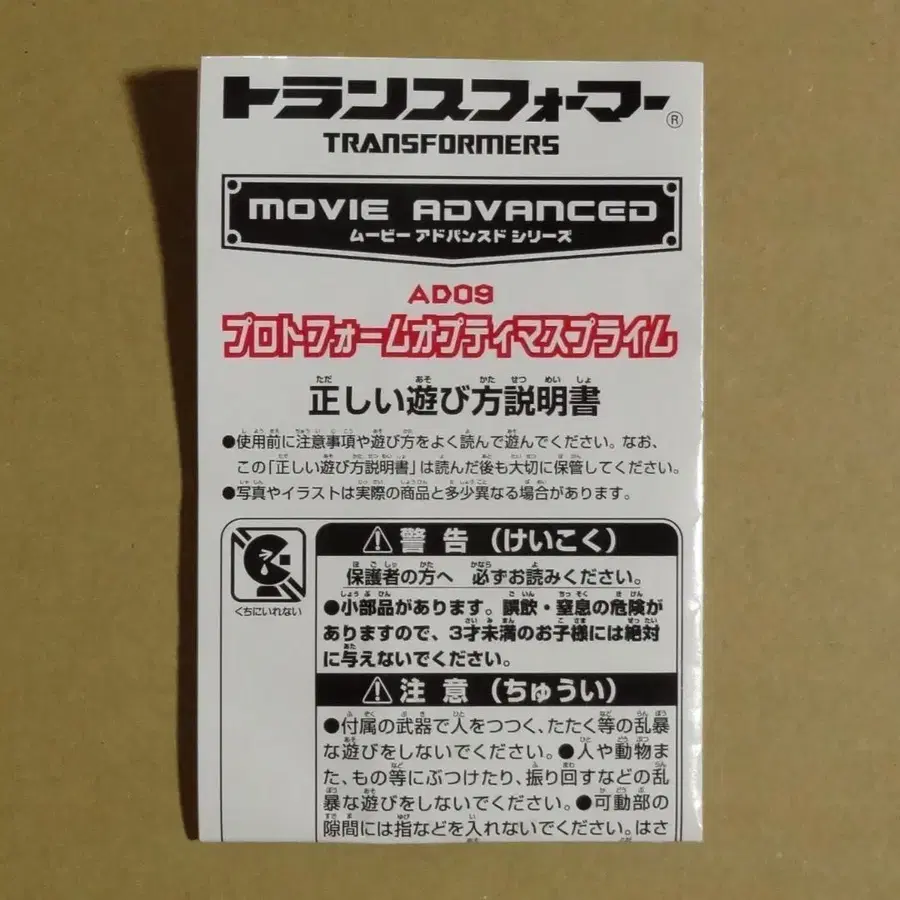 トランスフォーマー®
TRANSFORMERS
MOVIE ADVANCED
ムービー アドバンスド シリーズ
AD09
プロトフォームオプティマスプライム
正しい遊び方説明書
●使用前に注意事項や遊び方をよく読んで遊んでください。なお、
この「正しい遊び方説明書」は読んだ後も大切に保管してください。
●写真やイラストは実際の商品と多少異なる場合があります。
くちにいれない
警告(けいこく)
保護者の方へ 必ずお読みください。
●小部品があります。誤飲・窒息の危険が
ありますので、3才未満のお子様には絶対
に与えないでください。
注意(ちゅうい)
●付属の武器で人をつつく、たたく等の乱暴
な遊びをしないでください。●人や動物ま
た、もの等にぶつけたり、振り回すなどの乱
暴な遊びをしないでください。●可動部の
隙間には指などを入れないでください。はさ